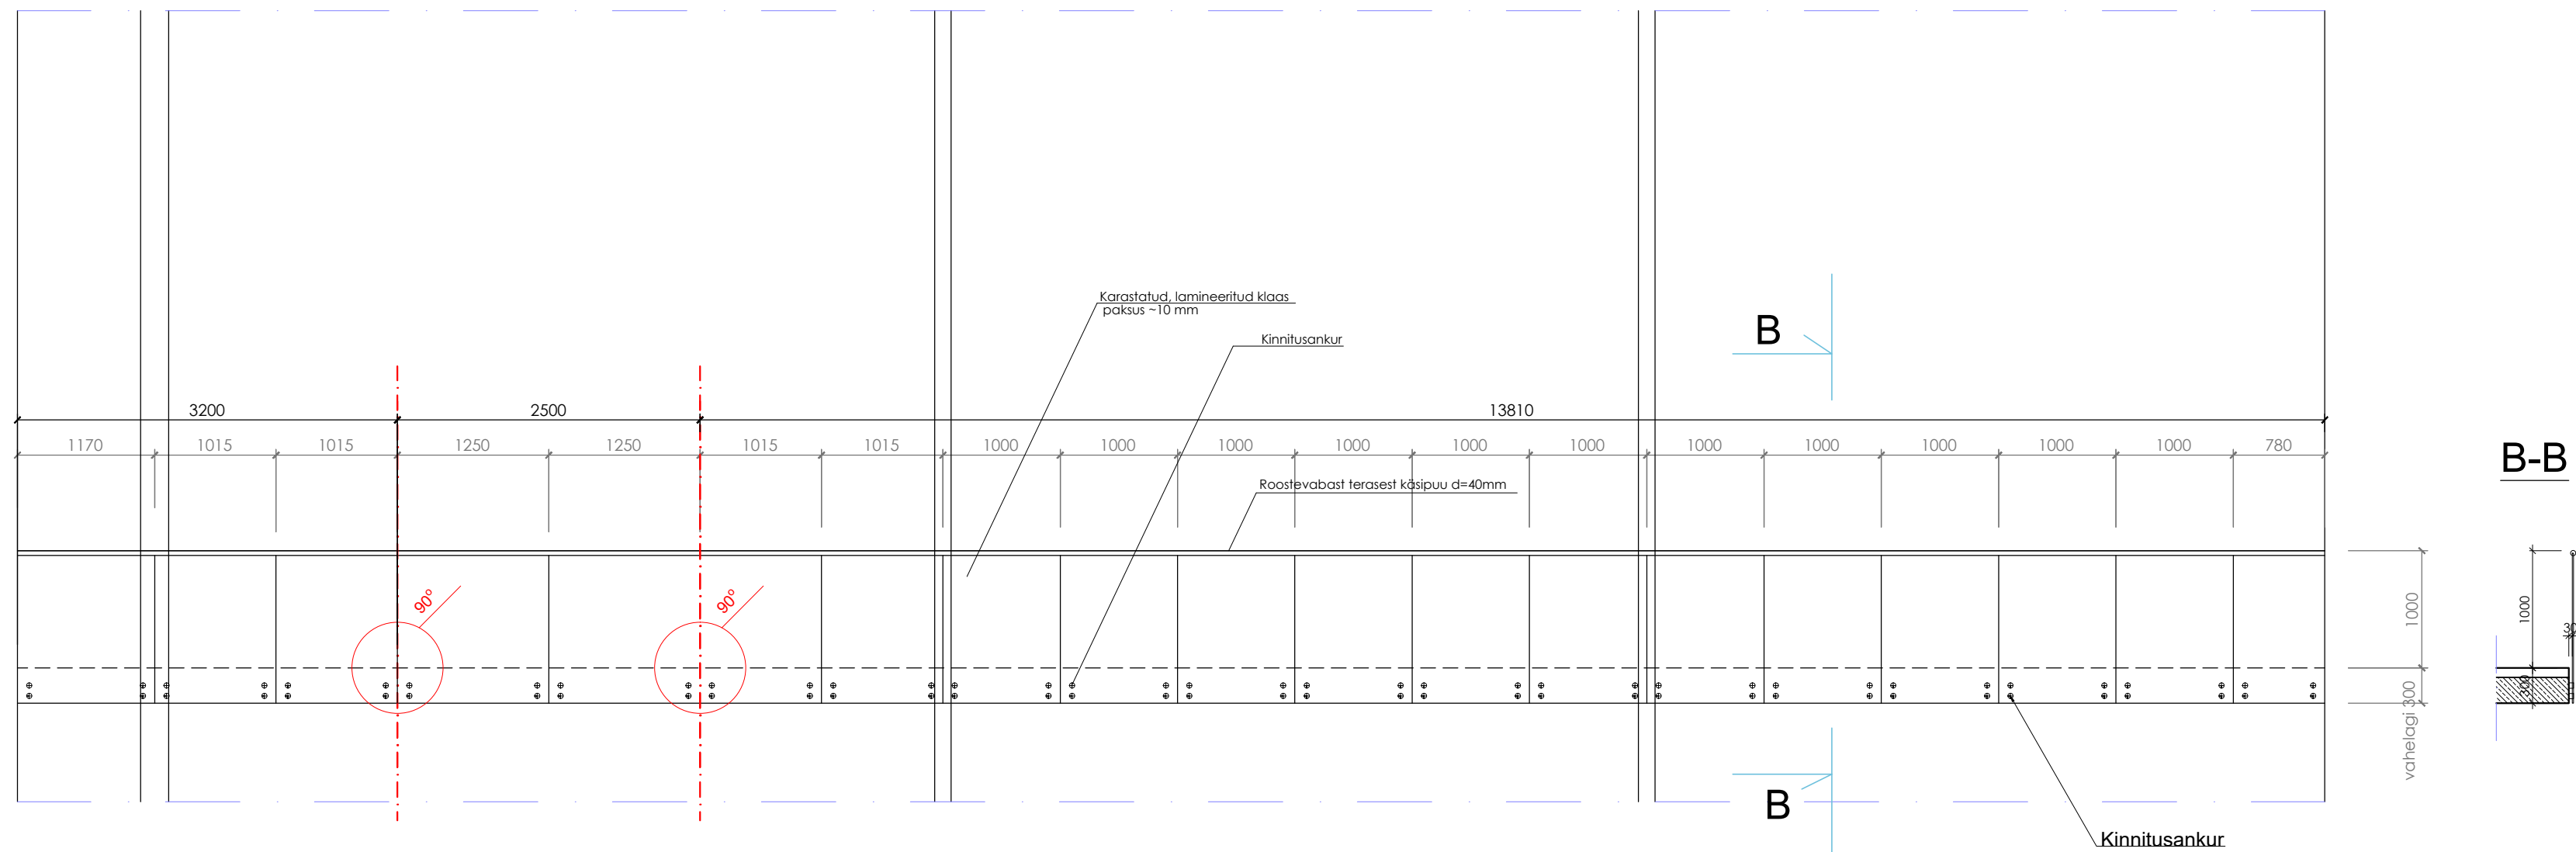 Karastatud, lamineeritud klaas
paksus ~10 mm
Kinnitusankur
B
3200 2500 13810
1170 1015 1015 1250 1250 1015 1015 1000 1000 1000 1000 1000 1000 1000 1000 1000 1000 1000 780
B-B
Roostevabast terasest käsipuu d=40mm
90°
90°
1000
vahelagi 300
1000
300
B
Kinnitusankur